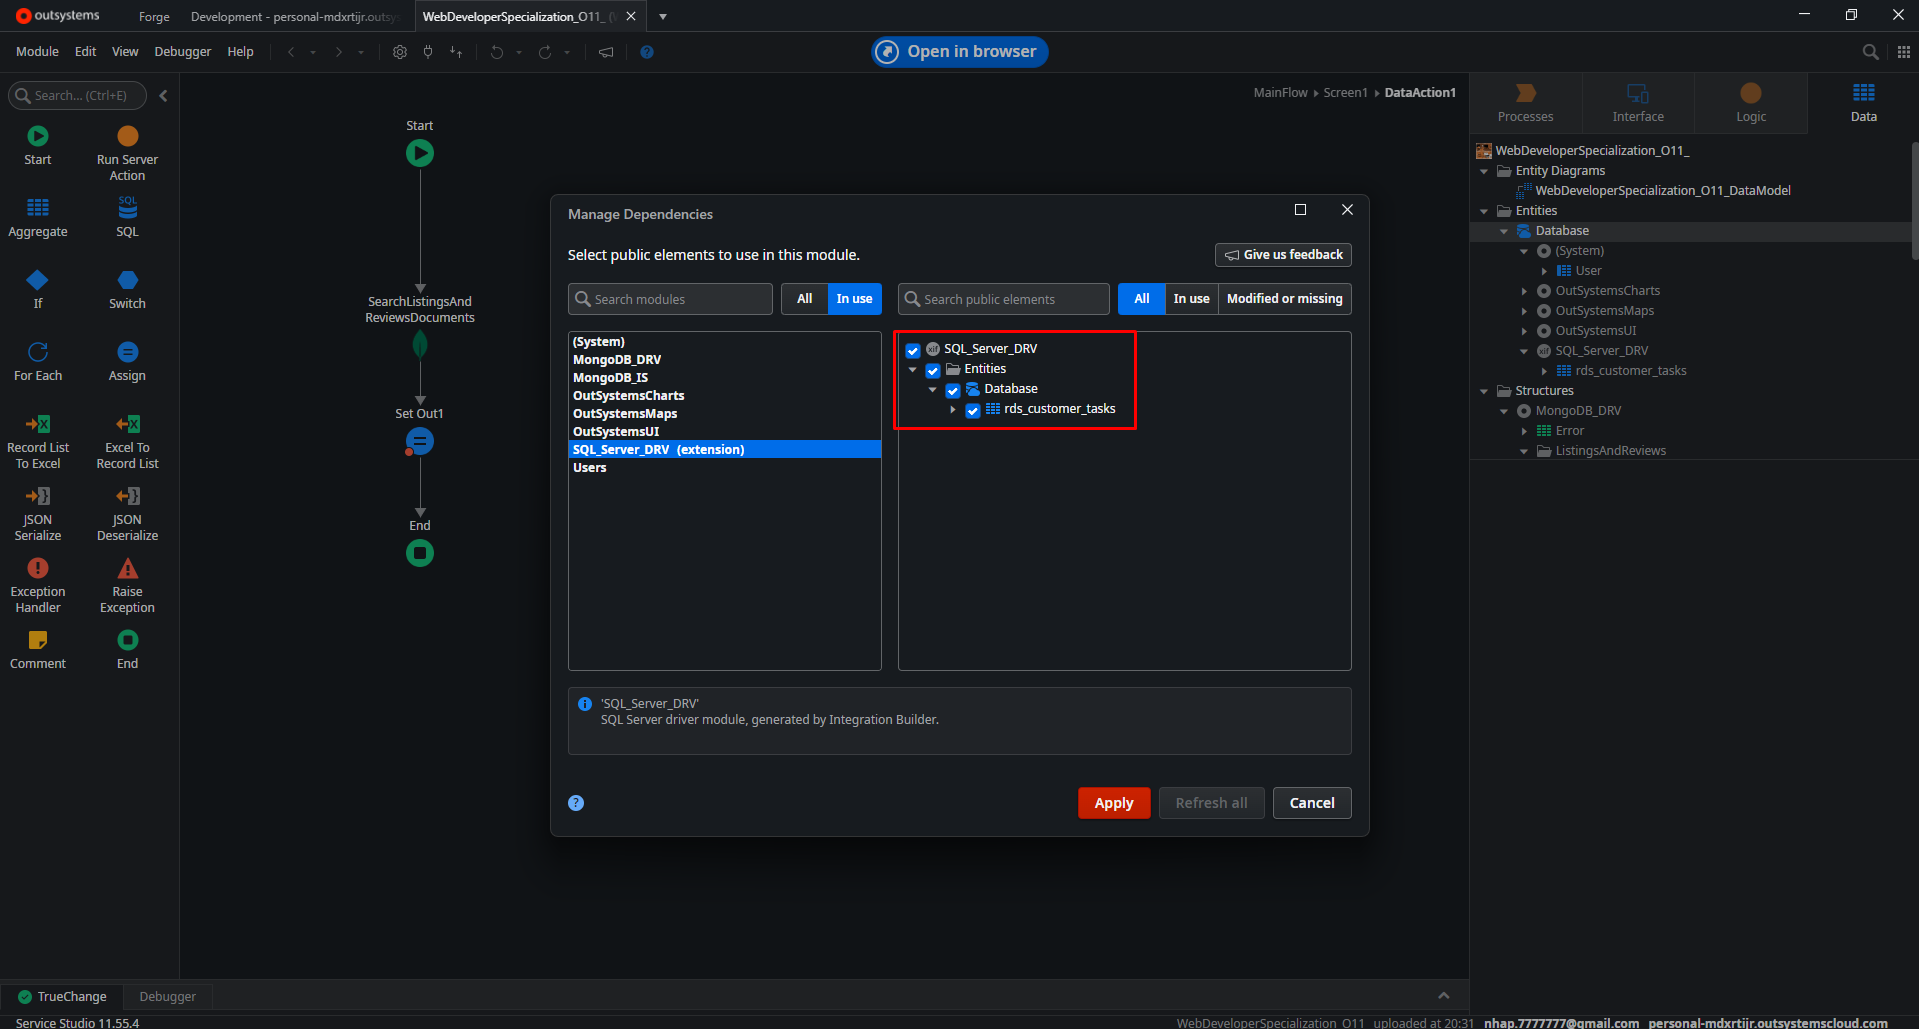 outsystems
Forge
Development - personal-mdxrtijr.outsy
WebDeveloperSpecialization_O11_
Module Edit View Debugger Help
Open in browser
Search... (Ctrl+E)
Start
Run Server
Action
Aggregate
SQL
SQL
If
Switch
For Each
Assign
Record List
To Excel
Excel To
Record List
JSON
Serialize
JSON
Deserialize
Exception
Handler
Raise
Exception
Comment
End
MainFlow Screen1 DataAction1
Start
SearchListingsAnd
ReviewsDocuments
Set Out1
End
Manage Dependencies
Select public elements to use in this module.
Give us feedback
Search modules
All In use
Search public elements
All In use Modified or missing
(System)
MongoDB_DRV
MongoDB_IS
OutSystemsCharts
OutSystemsMaps
OutSystemsUI
SQL_Server_DRV (extension)
Users
xif SQL_Server_DRV
Entities
Database
rds_customer_tasks
'SQL_Server_DRV'
SQL Server driver module, generated by Integration Builder.
Apply Refresh all Cancel
Processes Interface Logic Data
WebDeveloperSpecialization_O11_
Entity Diagrams
WebDeveloperSpecialization_O11_DataModel
Entities
Database
(System)
User
OutSystemsCharts
OutSystemsMaps
OutSystemsUI
xif SQL_Server_DRV
rds_customer_tasks
Structures
MongoDB_DRV
Error
ListingsAndReviews
TrueChange Debugger
Service Studio 11.55.4
WebDeveloperSpecialization_O11_ uploaded at 20:31 nhap.7777777@gmail.com personal-mdxrtijr.outsystemscloud.com